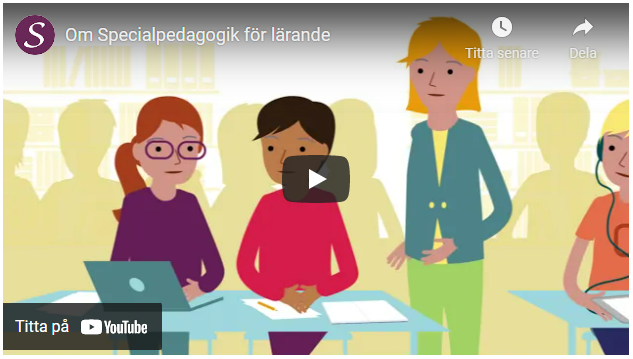 S Om Specialpedagogik för lärande
Titta senare
Dela
Titta på YouTube